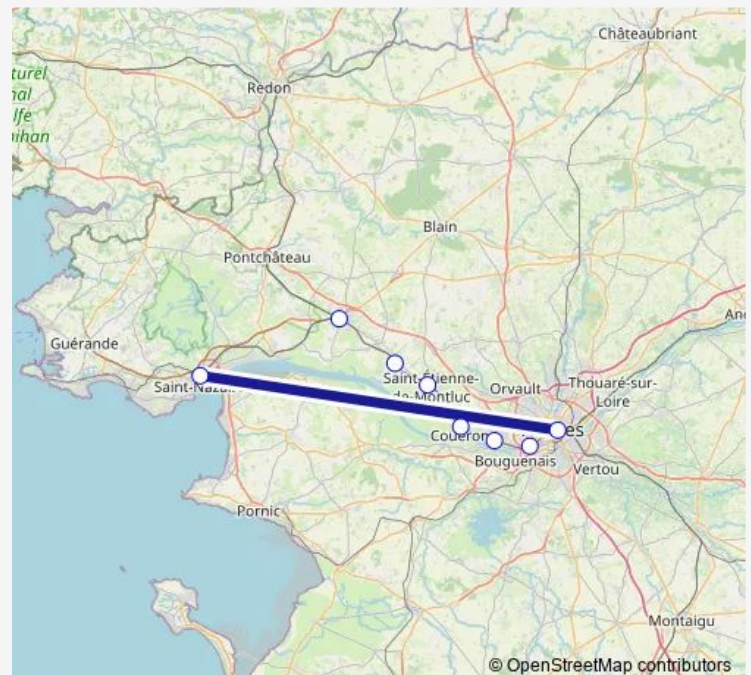 Châteaubriant
turel
nal
lfe
ihan
Redon
Blain
Pontchâteau
Guérande
Saint-Étienne-
de-Montluc
Orvault
Thouaré-sur-
Loire
Bouguenais
Vertou
Pornic
Montaigu
© OpenStreetMap contributors